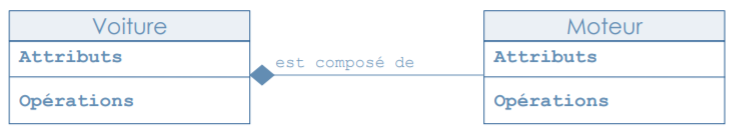 Voiture
Attributs
Opérations
est composé de
Moteur
Attributs
Opérations